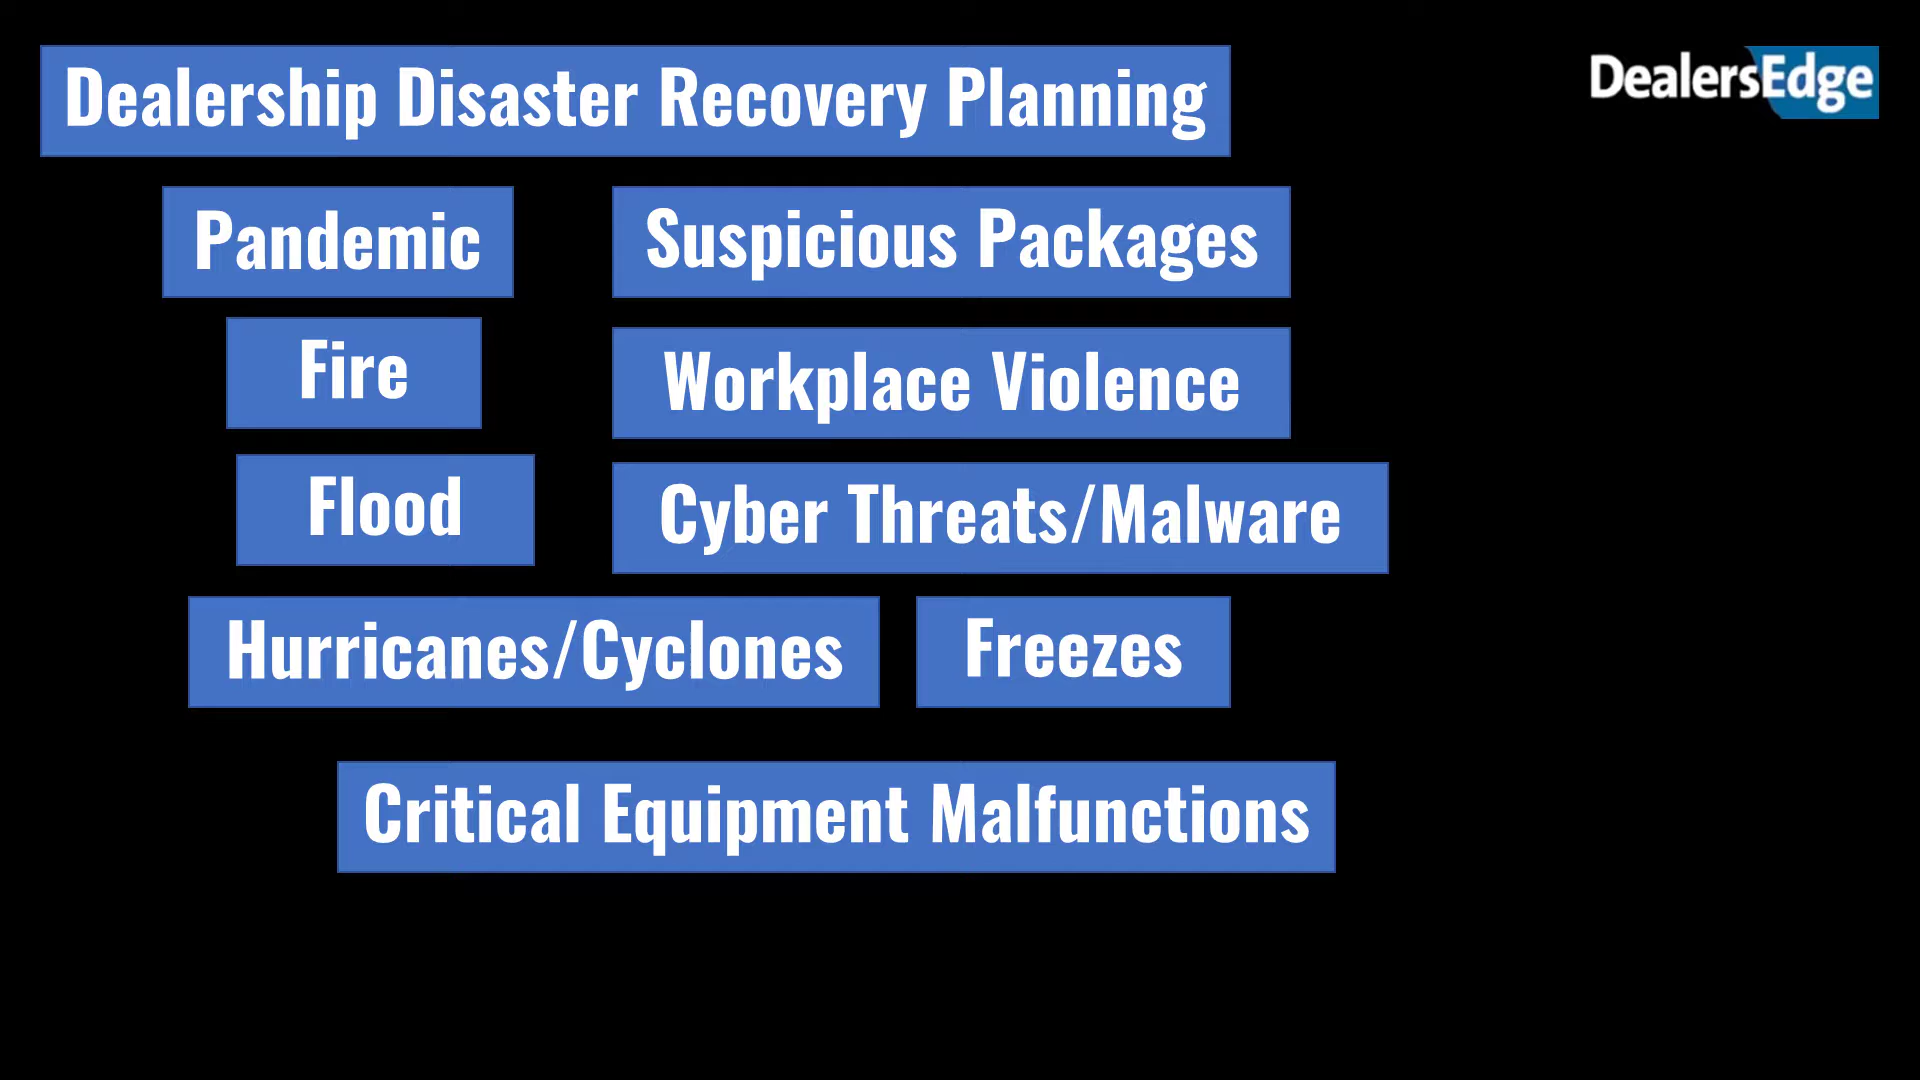 Dealership Disaster Recovery Planning
DealersEdge
Pandemic
Suspicious Packages
Fire
Workplace Violence
Flood
Cyber Threats/Malware
Hurricanes/Cyclones
Freezes
Critical Equipment Malfunctions